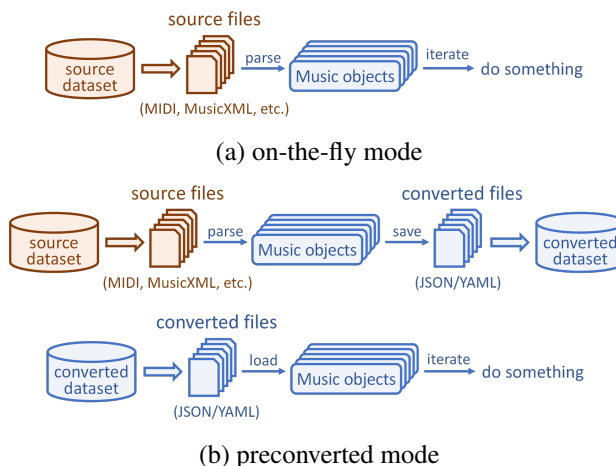 source files
source
dataset
parse
Music objects
iterate
do something
(MIDI, MusicXML, etc.)
(a) on-the-fly mode
source files
converted files
source
dataset
parse
Music objects
save
converted
dataset
(MIDI, MusicXML, etc.)
(JSON/YAML)
converted files
converted
dataset
load
Music objects
iterate
do something
(JSON/YAML)
(b) preconverted mode